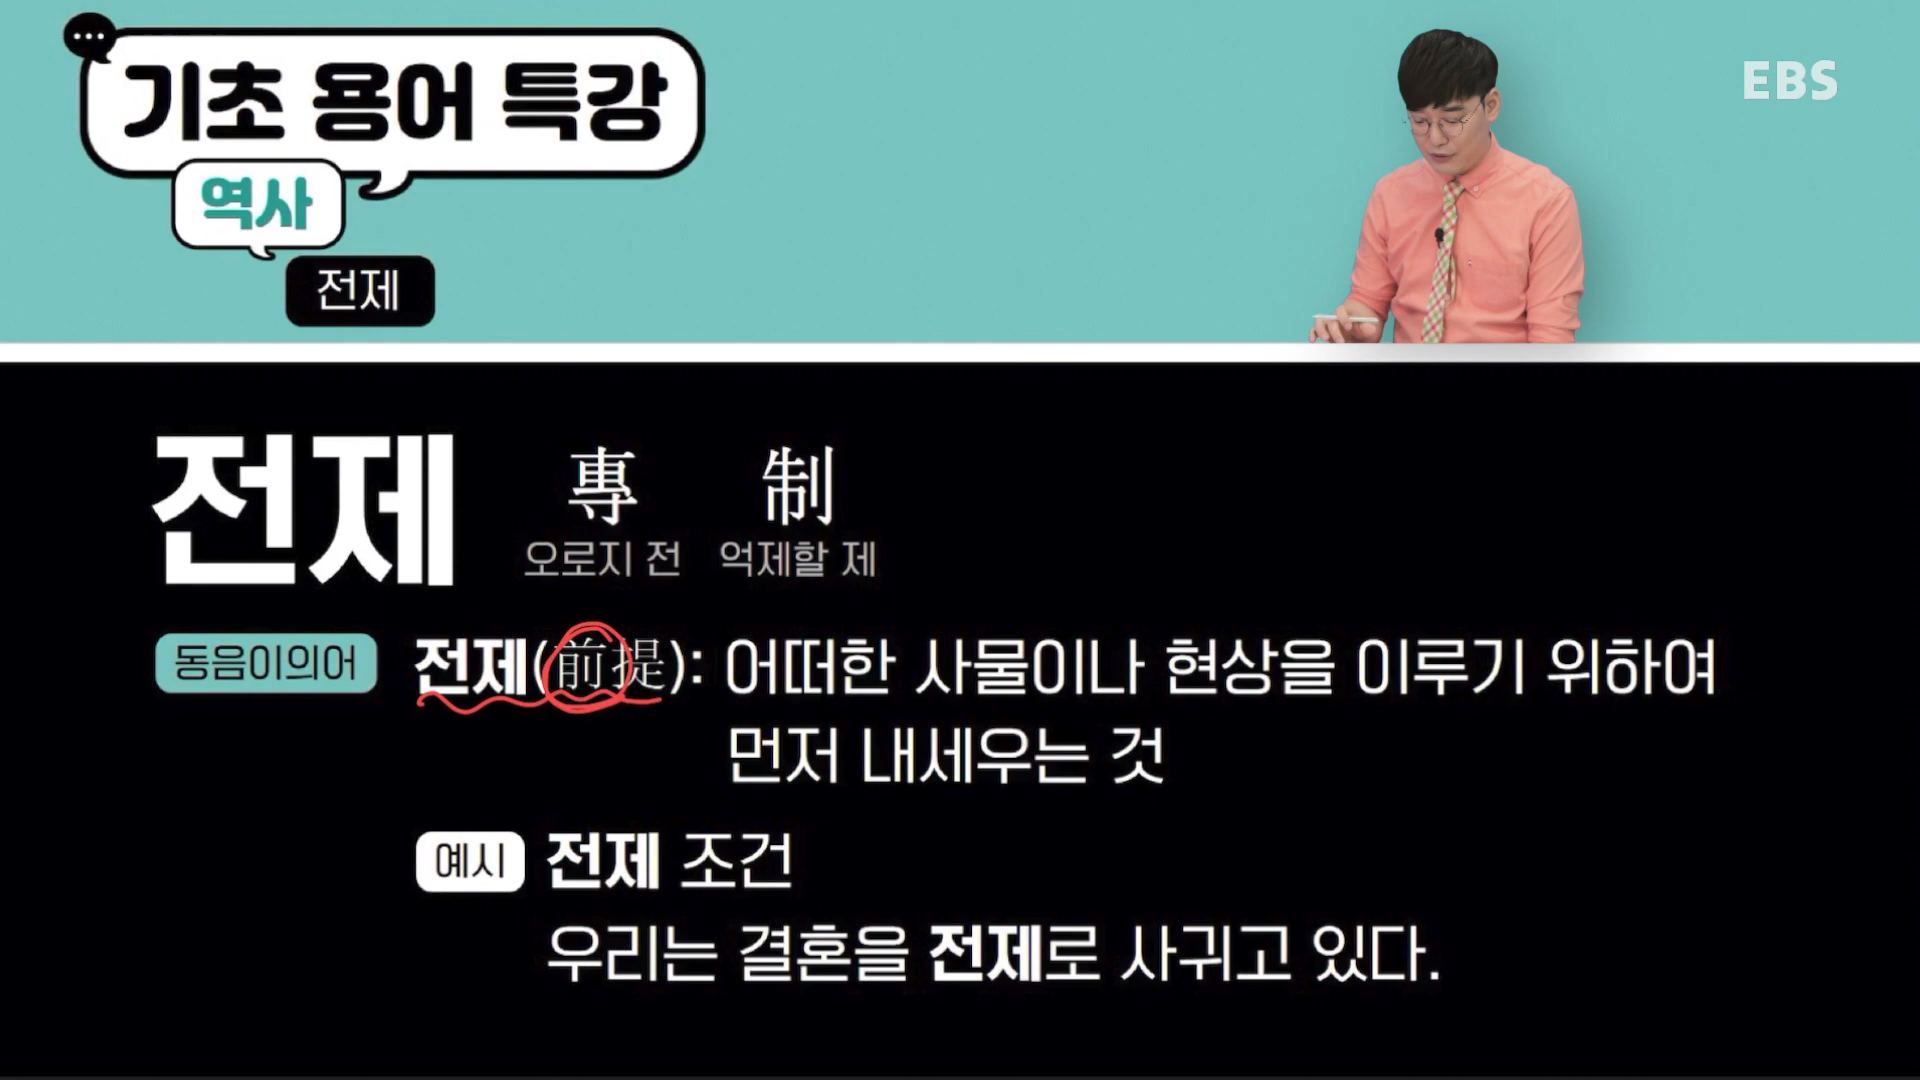 기초 용어 특강
EBS
역사
전제
전제 專 制
오로지 전 억제할 제
동음이의어 전제(前提): 어떠한 사물이나 현상을 이루기 위하여
먼저 내세우는 것
예시 전제 조건
우리는 결혼을 전제로 사귀고 있다.